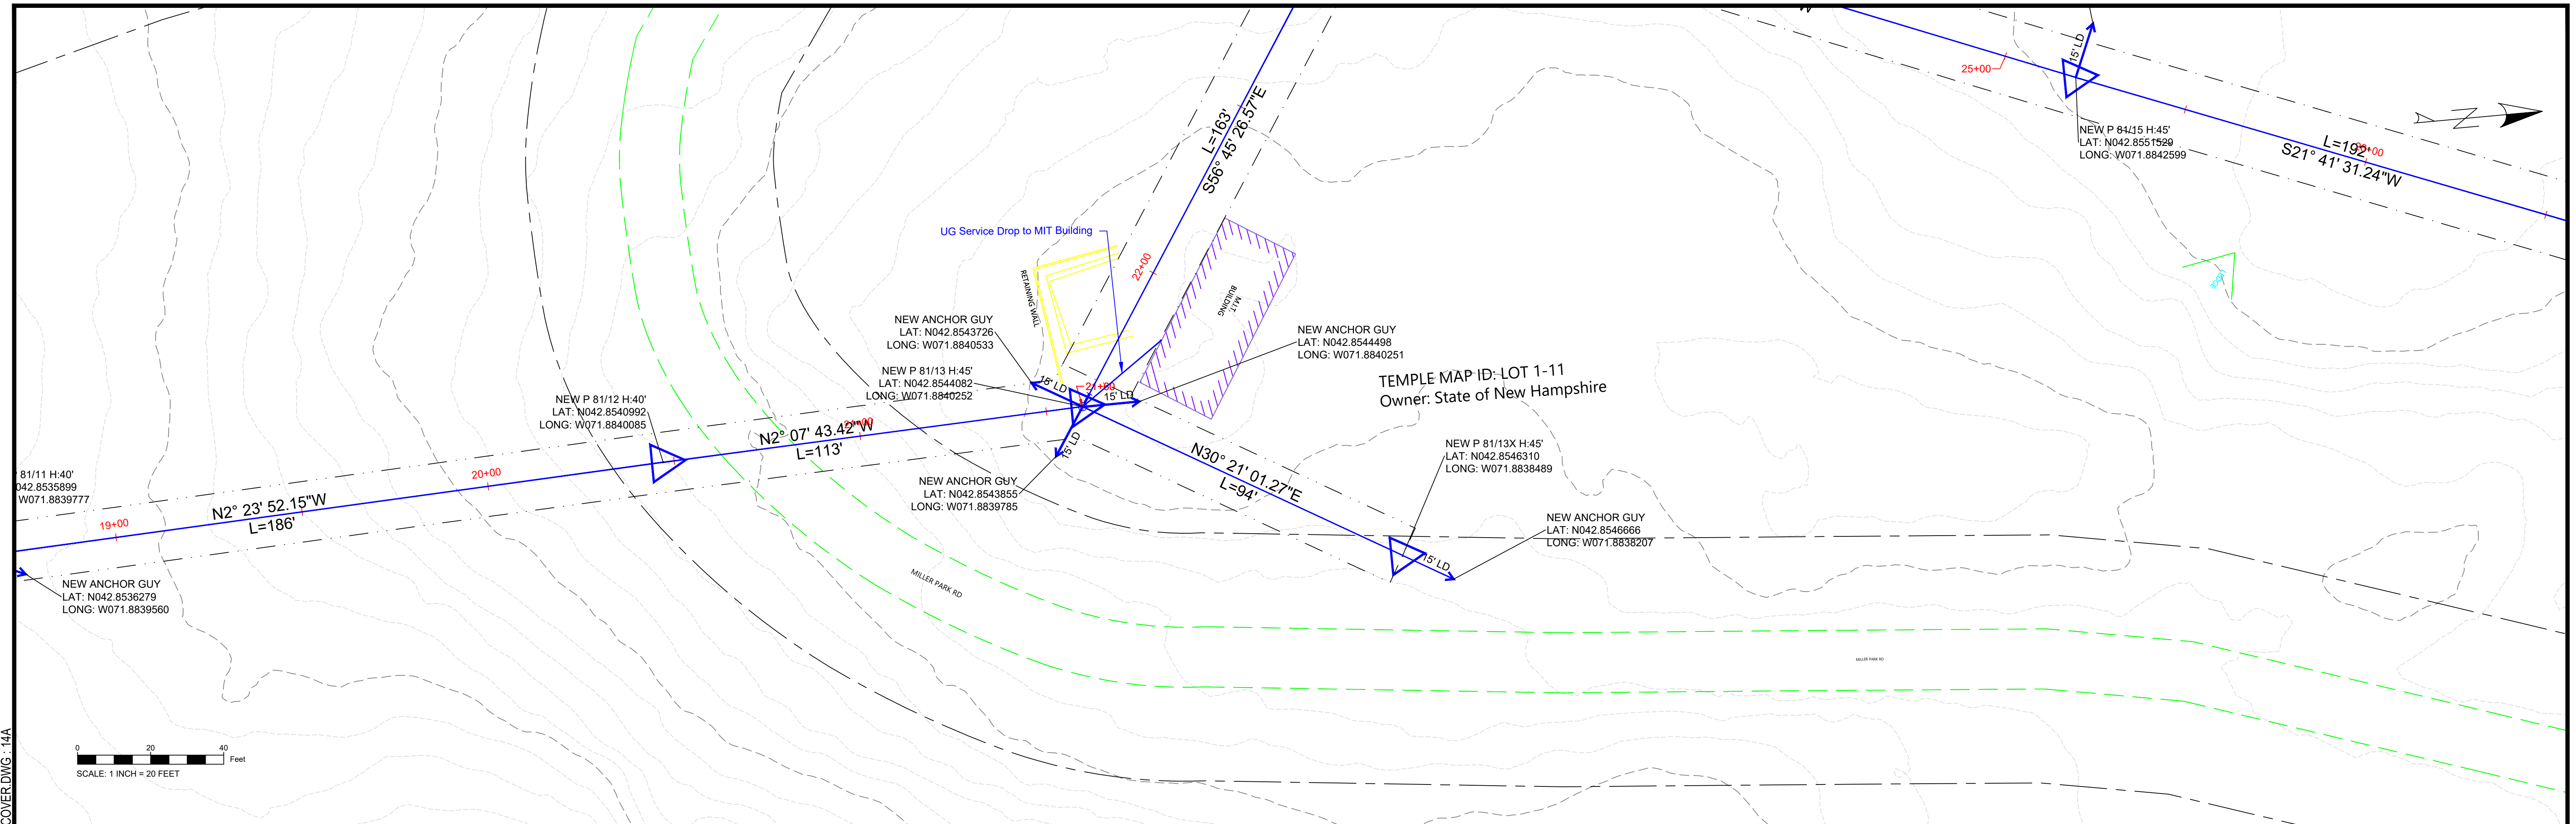 W
25+00
15' LD
NEW P 81/15 H:45'
LAT: N042.8551529
LONG: W071.8842599
L=192'
S21° 41' 31.24"W
N
LEDGE
L=163'
S56° 45' 26.57"E
22+00
UG Service Drop to MIT Building
RETAINING WALL
M.I.T.
BUILDING
NEW ANCHOR GUY
LAT: N042.8543726
LONG: W071.8840533
NEW P 81/13 H:45'
LAT: N042.8544082
LONG: W071.8840252
NEW P 81/12 H:40'
LAT: N042.8540992
LONG: W071.8840085
15' LD
15' LD
15' LD
NEW ANCHOR GUY
LAT: N042.8544498
LONG: W071.8840251
TEMPLE MAP ID: LOT 1-11
Owner: State of New Hampshire
N2° 07' 43.42"W
L=113'
NEW P 81/13X H:45'
LAT: N042.8546310
LONG: W071.8838489
N30° 21' 01.27"E
L=94'
81/11 H:40'
042.8535899
W071.8839777
20+00
19+00
N2° 23' 52.15"W
L=186'
NEW ANCHOR GUY
LAT: N042.8543855
LONG: W071.8839785
NEW ANCHOR GUY
LAT: N042.8546666
LONG: W071.8838207
15' LD
NEW ANCHOR GUY
LAT: N042.8536279
LONG: W071.8839560
MILLER PARK RD
MILLER PARK RD
0 20 40
Feet
SCALE: 1 INCH = 20 FEET
COVER.DWG : 14A